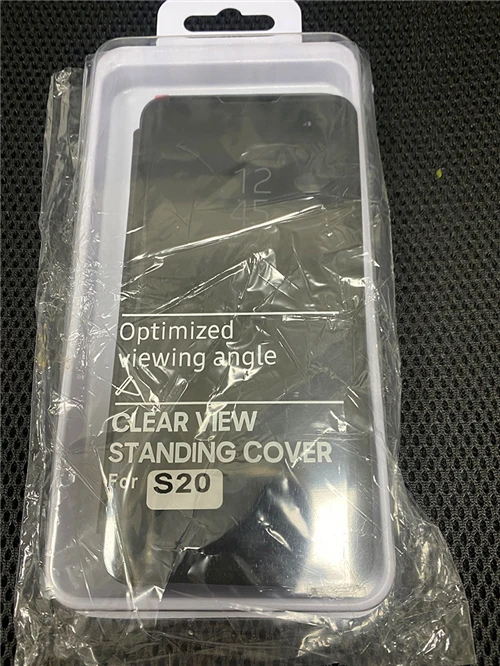 12
45
Optimized
viewing angle
CLEAR VIEW
STANDING COVER
For S20